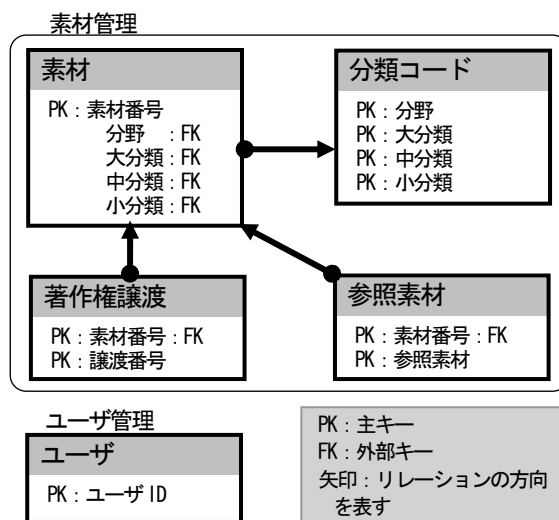 素材管理
素材
PK：素材番号
分野　：FK
大分類：FK
中分類：FK
小分類：FK
分類コード
PK：分野
PK：大分類
PK：中分類
PK：小分類
著作権譲渡
PK：素材番号：FK
PK：譲渡番号
参照素材
PK：素材番号：FK
PK：参照素材
ユーザ管理
ユーザ
PK：ユーザID
PK：主キー
FK：外部キー
矢印：リレーションの方向
を表す